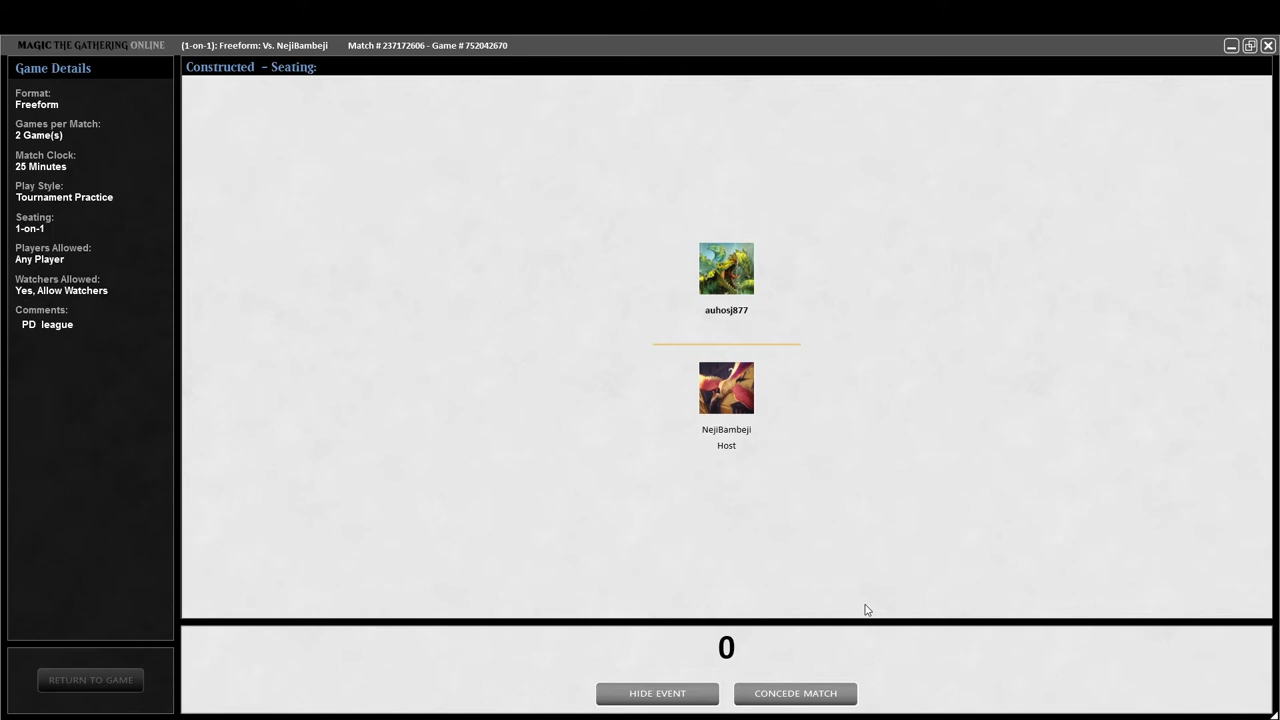 MAGIC THE GATHERING ONLINE (1-on-1): Freeform: Vs. NejiBambeji Match # 237172606 - Game # 752042670
Game Details
Format:
Freeform
Games per Match:
2 Game(s)
Match Clock:
25 Minutes
Play Style:
Tournament Practice
Seating:
1-on-1
Players Allowed:
Any Player
Watchers Allowed:
Yes, Allow Watchers
Comments:
PD league
RETURN TO GAME
Constructed - Seating:
auhosj877
NejiBambeji
Host
0
HIDE EVENT CONCEDE MATCH